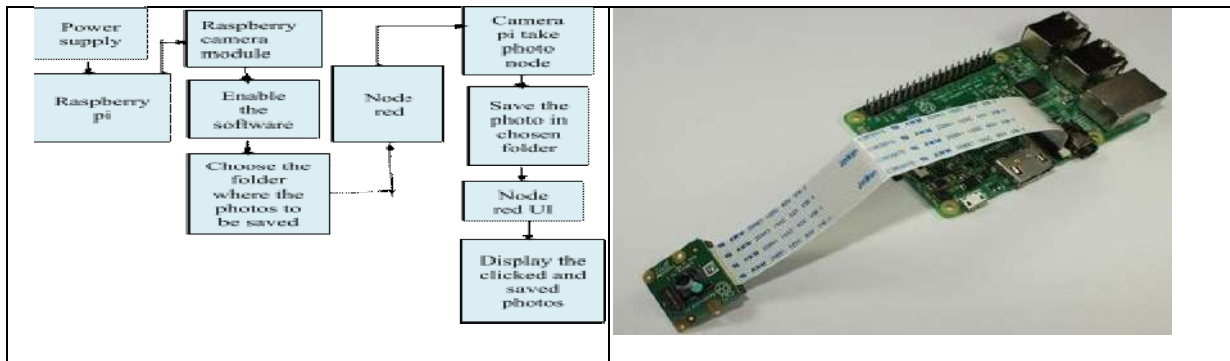 Power
supply
Raspberry
pi
Raspberry
camera
module
Enable
the
software
Choose the
folder
where the
photos to
be saved
Node
red
Camera
pi take
photo
node
Save the
photo in
chosen
folder
Node
red UI
Display the
clicked and
saved
photos